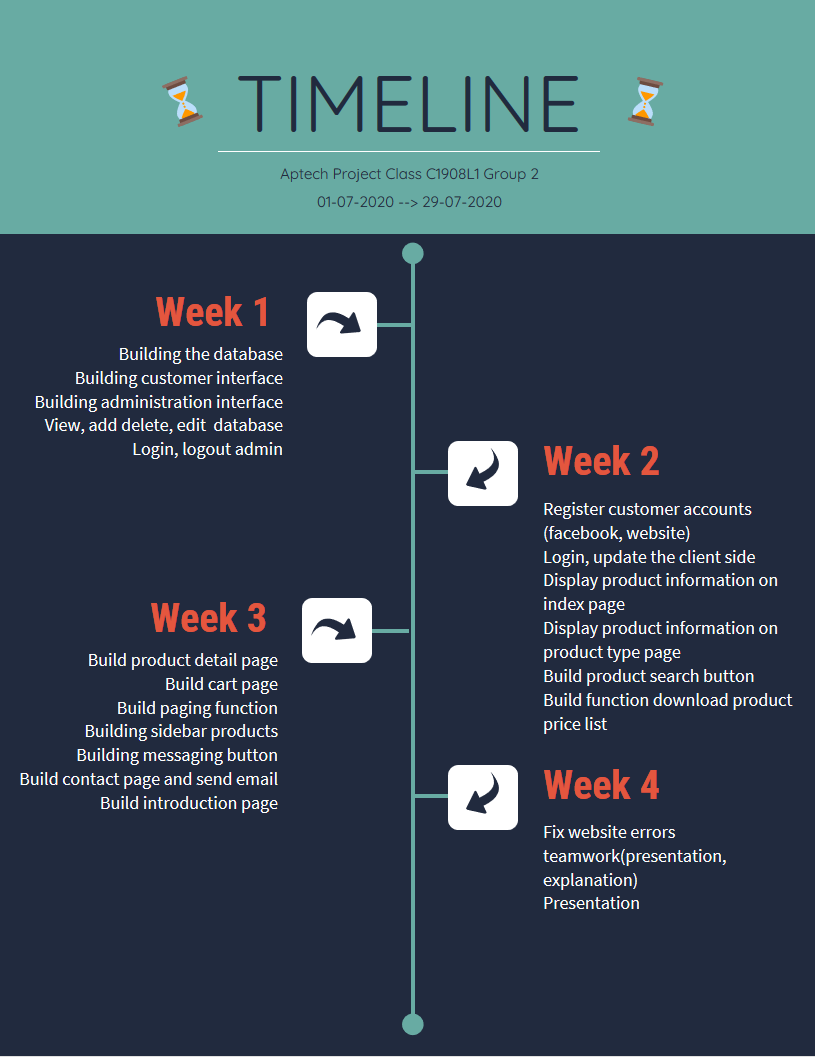 TIMELINE
Aptech Project Class C1908L1 Group 2
01-07-2020 --> 29-07-2020
Week 1
Building the database
Building customer interface
Building administration interface
View, add delete, edit  database
Login, logout admin
Week 2
Register customer accounts
(facebook, website)
Login, update the client side
Display product information on
index page
Display product information on
product type page
Build product search button
Build function download product
price list
Week 3
Build product detail page
Build cart page
Build paging function
Building sidebar products
Building messaging button
Build contact page and send email
Build introduction page
Week 4
Fix website errors
teamwork(presentation,
explanation)
Presentation